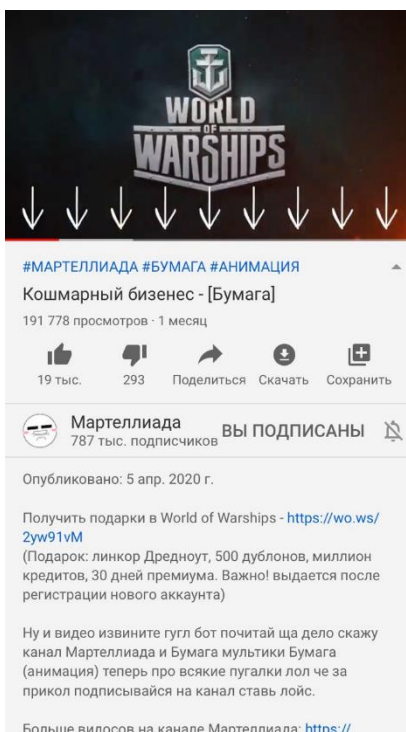 WORLD
OF
WARSHIPS
#МАРТЕЛЛИАДА #БУМАГА #АНИМАЦИЯ
Кошмарный бизенес - [Бумага]
191 778 просмотров · 1 месяц
19 тыс. 293 Поделиться Скачать Сохранить
Мартеллиада
787 тыс. подписчиков
ВЫ ПОДПИСАНЫ
Опубликовано: 5 апр. 2020 г.
Получить подарки в World of Warships - https://wo.ws/
2yw91vM
(Подарок: линкор Дредноут, 500 дублонов, миллион
кредитов, 30 дней премиума. Важно! выдается после
регистрации нового аккаунта)
Ну и видео извините гугл бот почитай ща дело скажу
канал Мартеллиада и Бумага мультики Бумага
(анимация) теперь про всякие пугалки лол че за
прикол подписывайся на канал ставь лойс.
Больше видосов на канале Мартеллиада: https://